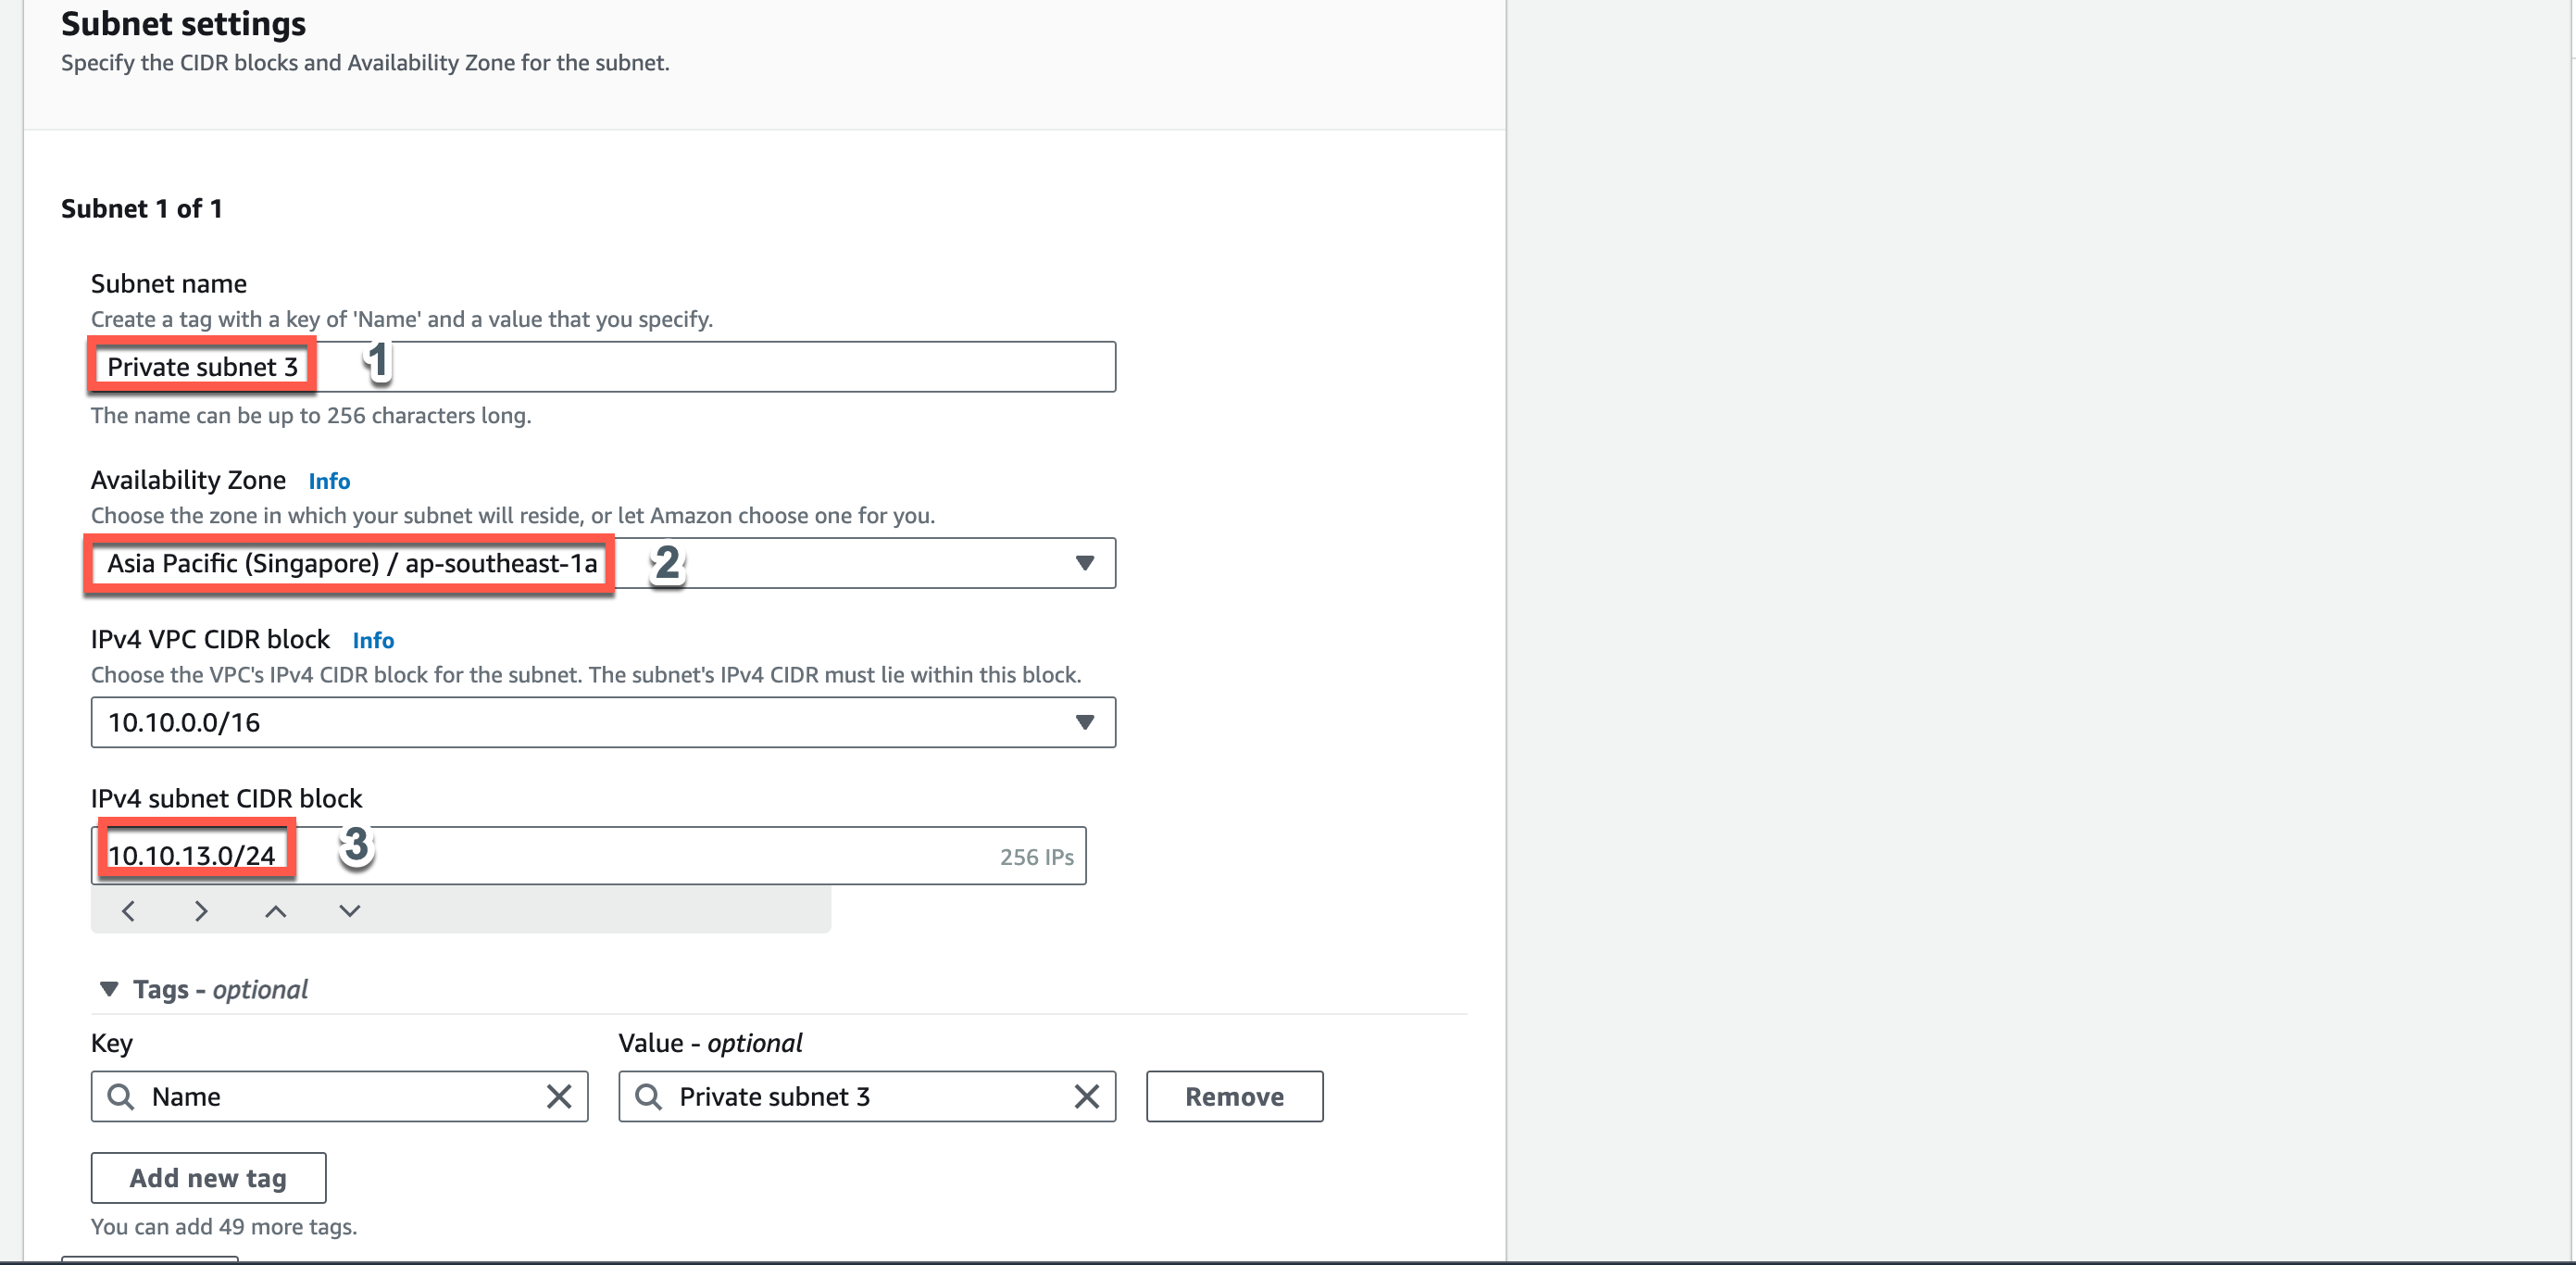 Subnet settings
Specify the CIDR blocks and Availability Zone for the subnet.
Subnet 1 of 1
Subnet name
Create a tag with a key of 'Name' and a value that you specify.
Private subnet 3 1
The name can be up to 256 characters long.
Availability Zone Info
Choose the zone in which your subnet will reside, or let Amazon choose one for you.
Asia Pacific (Singapore) / ap-southeast-1a 2
IPv4 VPC CIDR block Info
Choose the VPC's IPv4 CIDR block for the subnet. The subnet's IPv4 CIDR must lie within this block.
10.10.0.0/16
IPv4 subnet CIDR block
10.10.13.0/24 3 256 IPs
Tags - optional
Key Value - optional
Name Private subnet 3 Remove
Add new tag
You can add 49 more tags.